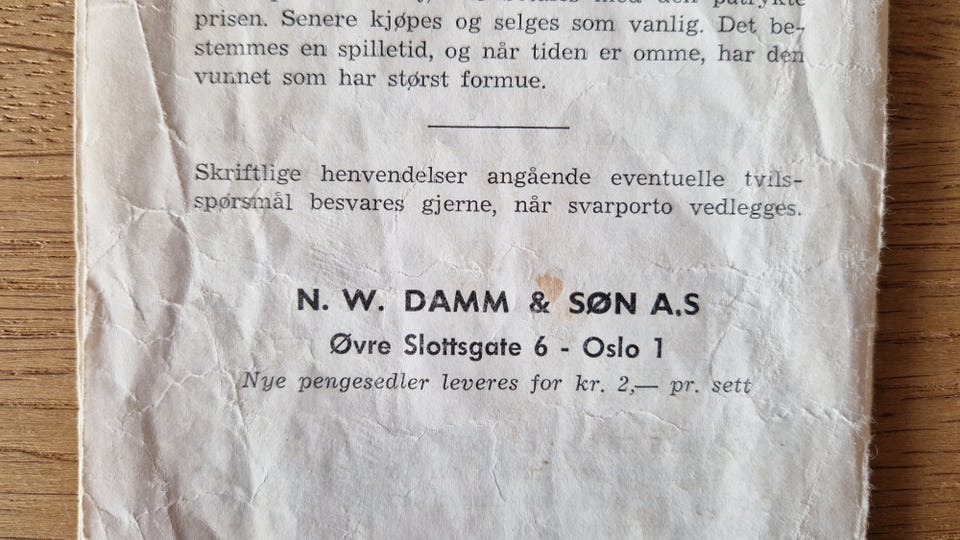 prisen. Senere kjøpes og selges som vanlig. Det be-
stemmes en spilletid, og når tiden er omme, har den
vunnet som har størst formue.
Skriftlige henvendelser angående eventuelle tvils-
spørsmål besvares gjerne, når svarporto vedlegges.
N. W. DAMM & SØN A.S
Øvre Slottsgate 6 - Oslo 1
Nye pengesedler leveres for kr. 2,— pr. sett